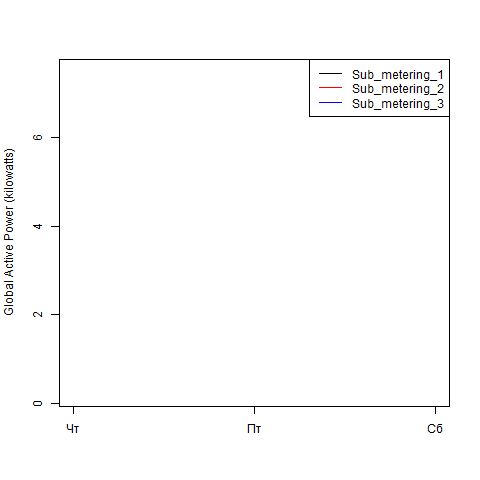 Sub_metering_1
Sub_metering_2
Sub_metering_3
Global Active Power (kilowatts)
6
4
2
0
Чт Пт Сб